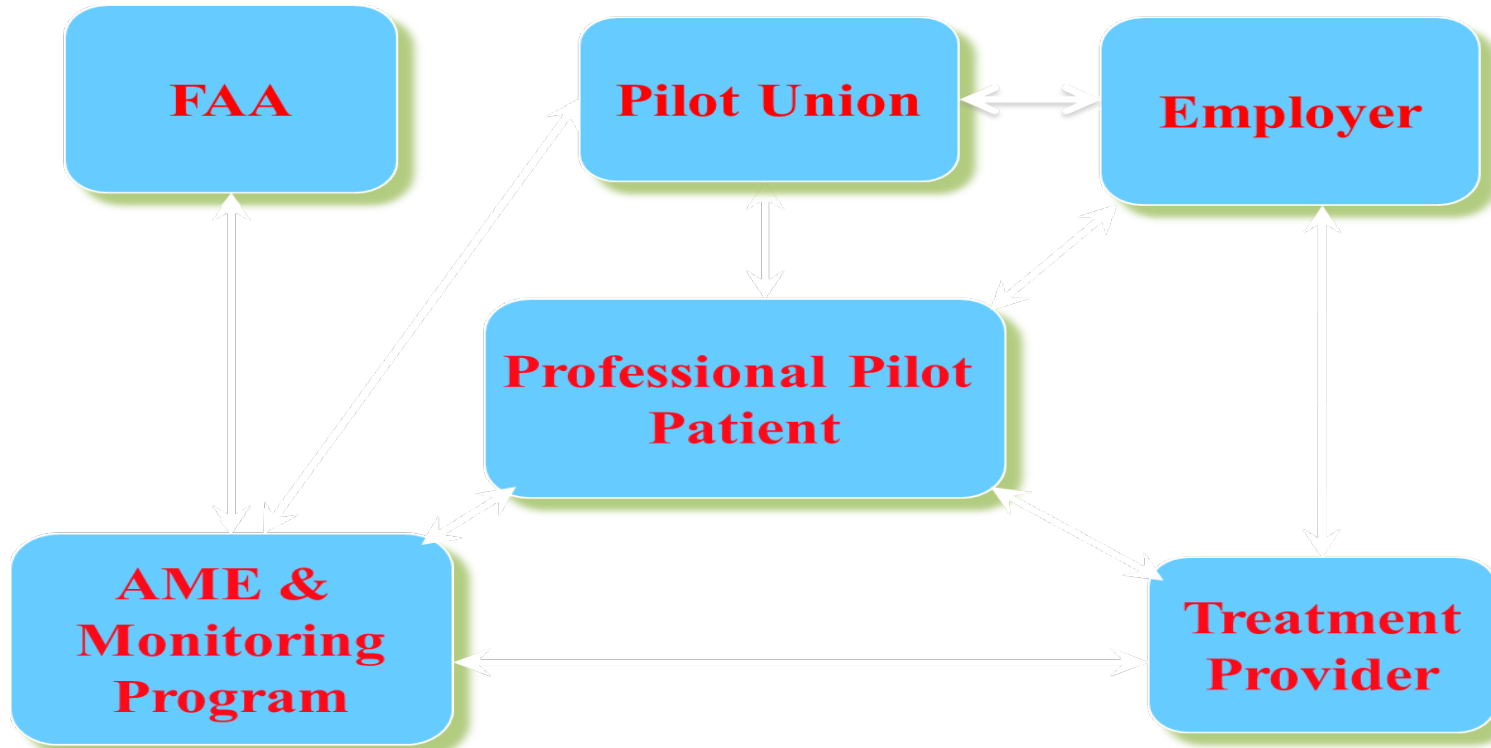 FAA
Pilot Union
Employer
Professional Pilot
Patient
AME &
Monitoring
Program
Treatment
Provider